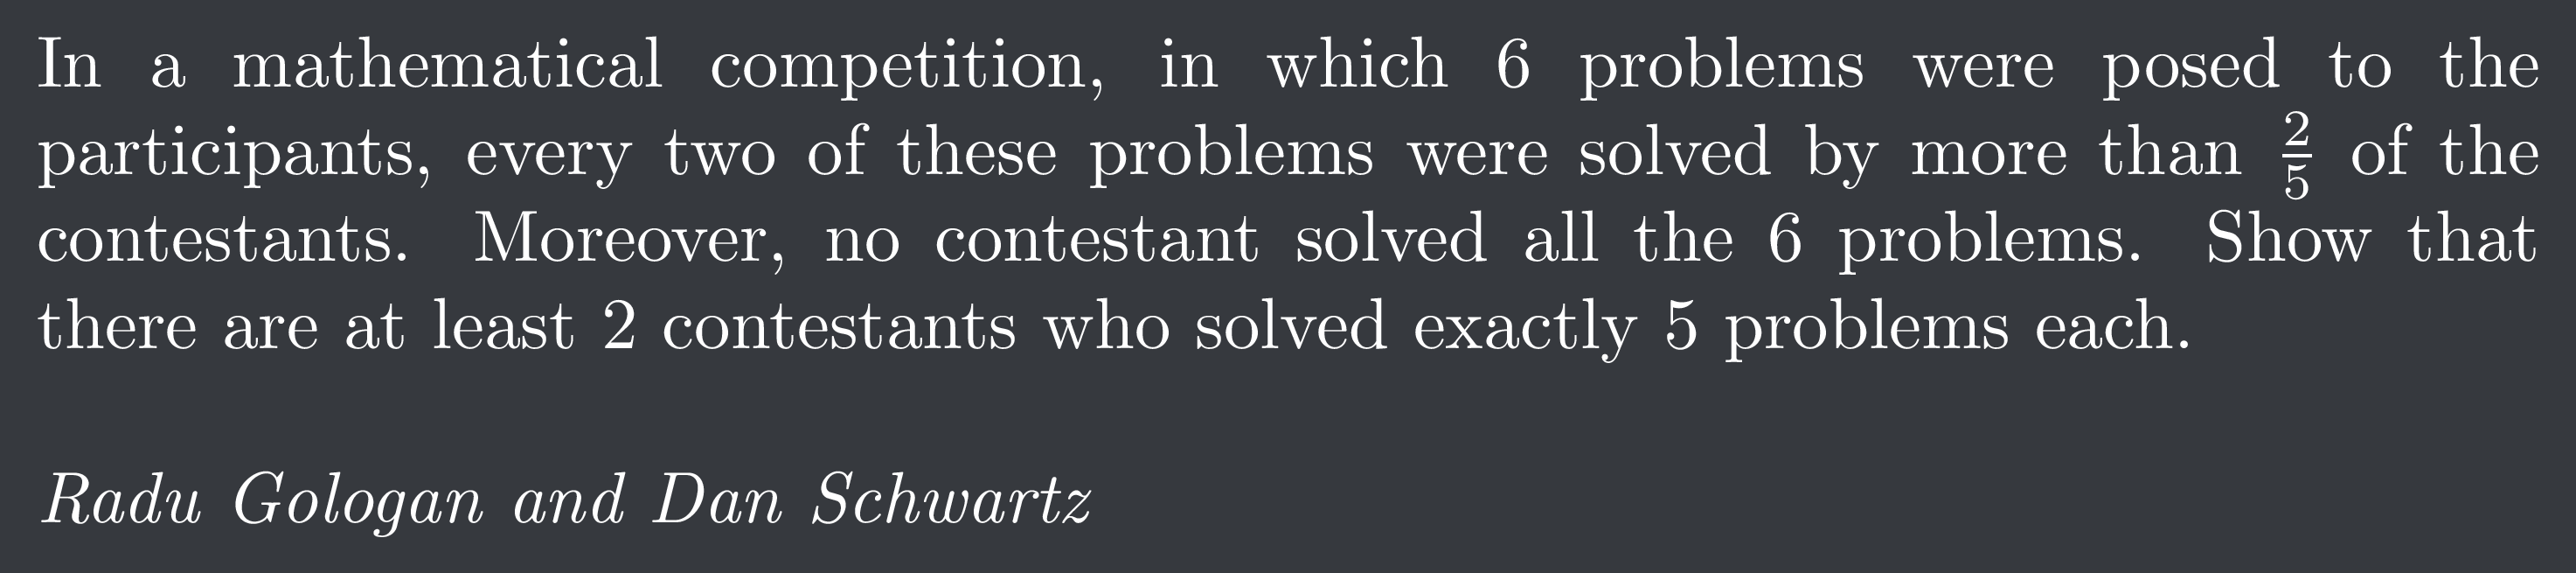 In a mathematical competition, in which 6 problems were posed to the
participants, every two of these problems were solved by more than 2/5 of the
contestants. Moreover, no contestant solved all the 6 problems. Show that
there are at least 2 contestants who solved exactly 5 problems each.
Radu Gologan and Dan Schwartz